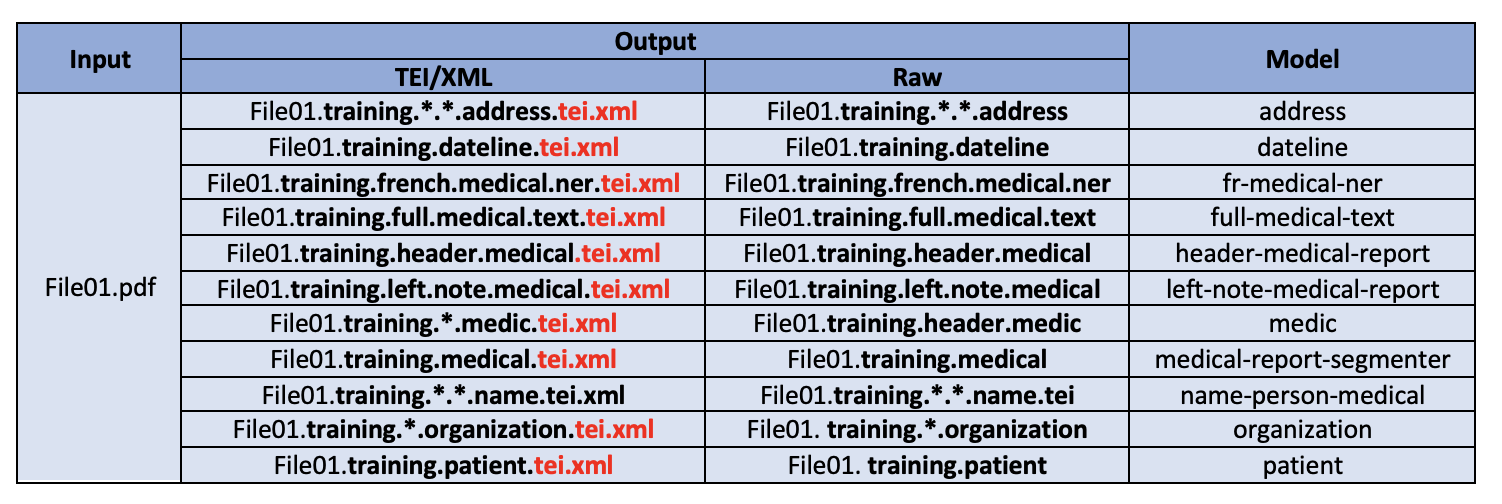 Input Output Model
TEI/XML Raw
File01.pdf
File01.training.*.*.address.tei.xml File01.training.*.*.address address
File01.training.dateline.tei.xml File01.training.dateline dateline
File01.training.french.medical.ner.tei.xml File01.training.french.medical.ner fr-medical-ner
File01.training.full.medical.text.tei.xml File01.training.full.medical.text full-medical-text
File01.training.header.medical.tei.xml File01.training.header.medical header-medical-report
File01.training.left.note.medical.tei.xml File01.training.left.note.medical left-note-medical-report
File01.training.*.medic.tei.xml File01.training.header.medic medic
File01.training.medical.tei.xml File01.training.medical medical-report-segmenter
File01.training.*.*.name.tei.xml File01.training.*.*.name.tei name-person-medical
File01.training.*.organization.tei.xml File01. training.*.organization organization
File01.training.patient.tei.xml File01. training.patient patient